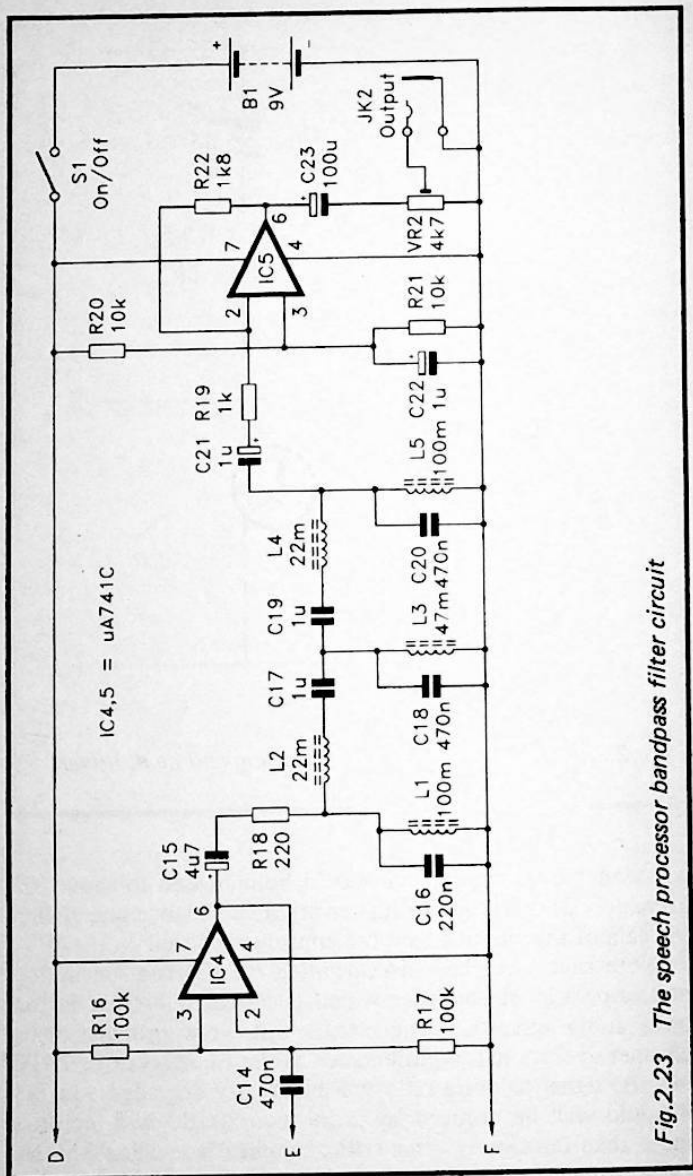 D
E
F
IC4,5 = uA741C
R16
100k
C14
470n
3
2
7
4
6
IC4
R17
100k
C15
4u7
R18
220
C16
220n
L1
100m
L2
22m
C17
1u
C18
470n
L3
47m
C19
1u
L4
22m
C20
470n
L5
100m
C21
1u
R19
1k
C22
1u
R20
10k
R21
10k
2
3
7
4
6
IC5
R22
1k8
C23
100u
VR2
4k7
S1
On/Off
B1
9V
JK2
Output
+
-
Fig.2.23 The speech processor bandpass filter circuit